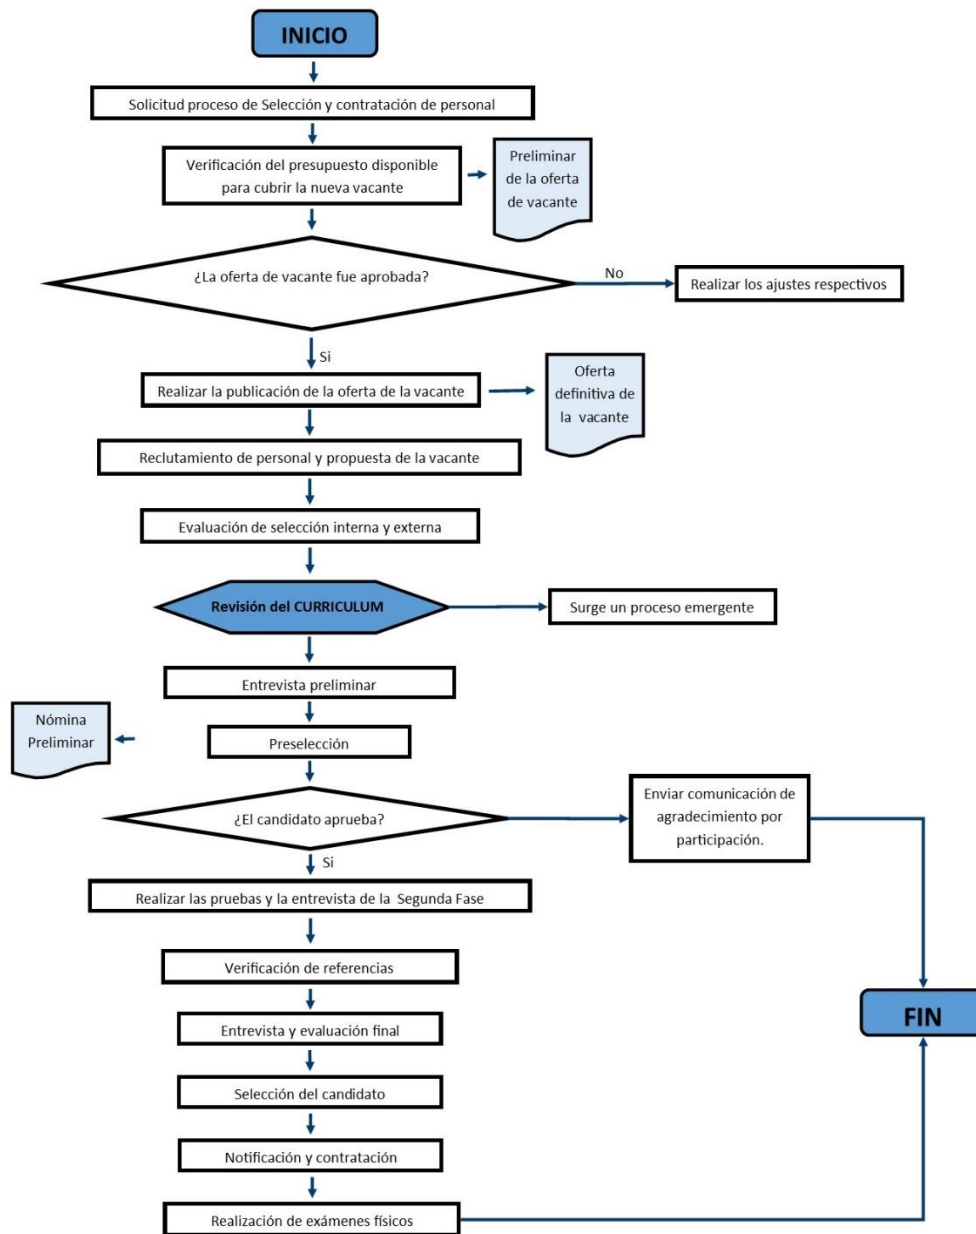 INICIO
Solicitud proceso de Selección y contratación de personal
Verificación del presupuesto disponible
para cubrir la nueva vacante
Preliminar
de la oferta
de vacante
¿La oferta de vacante fue aprobada?
No
Realizar los ajustes respectivos
Si
Realizar la publicación de la oferta de la vacante
Oferta
definitiva de
la vacante
Reclutamiento de personal y propuesta de la vacante
Evaluación de selección interna y externa
Revisión del CURRICULUM
Surge un proceso emergente
Entrevista preliminar
Nómina
Preliminar
Preselección
¿El candidato aprueba?
Enviar comunicación de
agradecimiento por
participación.
Si
Realizar las pruebas y la entrevista de la Segunda Fase
Verificación de referencias
Entrevista y evaluación final
FIN
Selección del candidato
Notificación y contratación
Realización de exámenes físicos